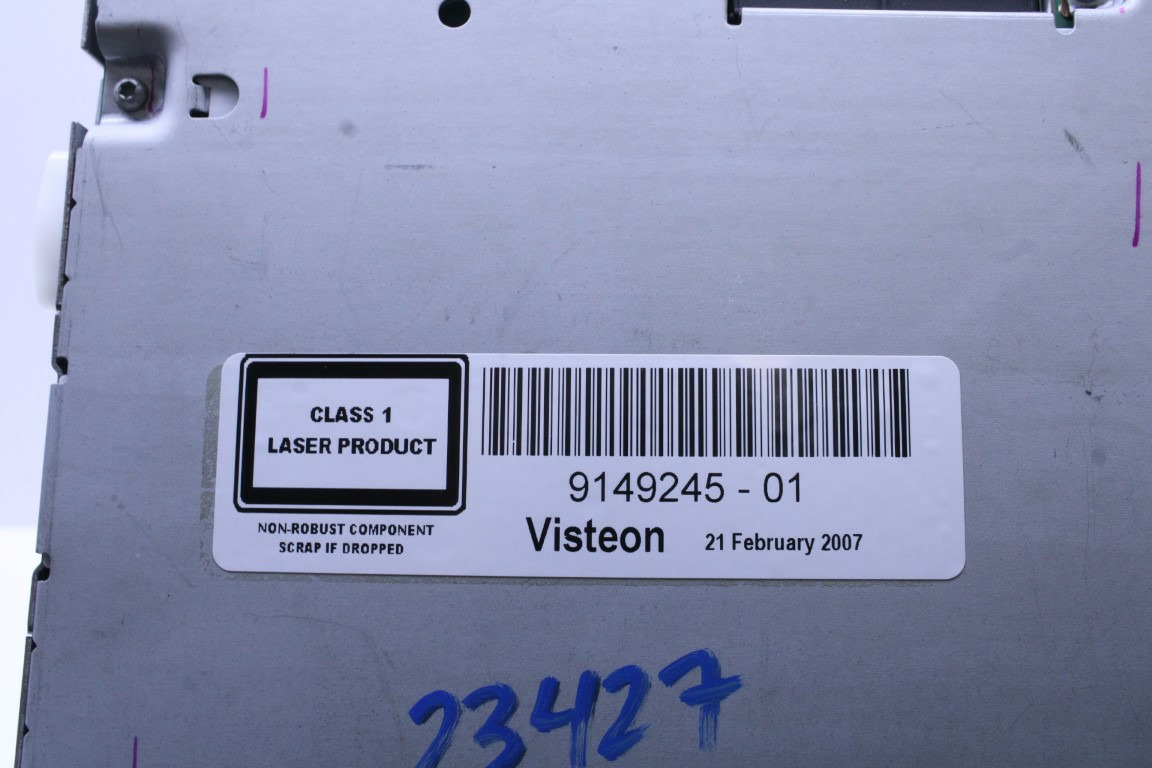 CLASS 1
LASER PRODUCT
NON-ROBUST COMPONENT
SCRAP IF DROPPED
9149245 - 01
Visteon 21 February 2007
23427